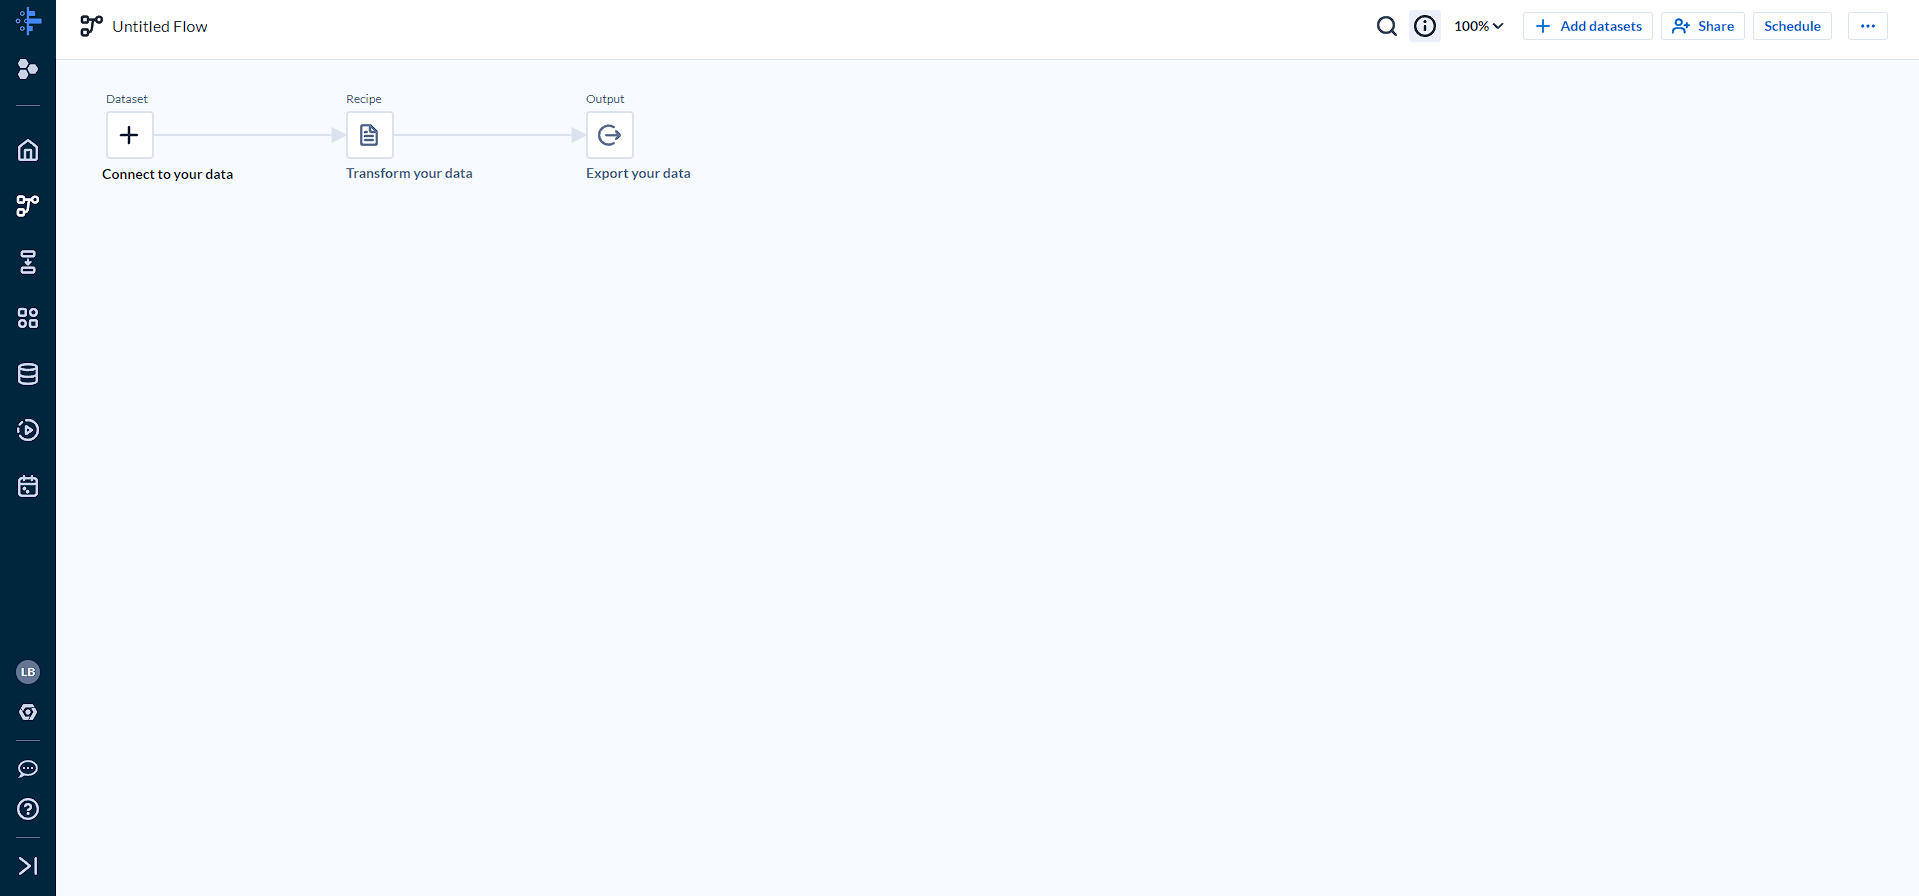 Untitled Flow
100%
Add datasets
Share
Schedule
Dataset
Recipe
Output
Connect to your data
Transform your data
Export your data
LB